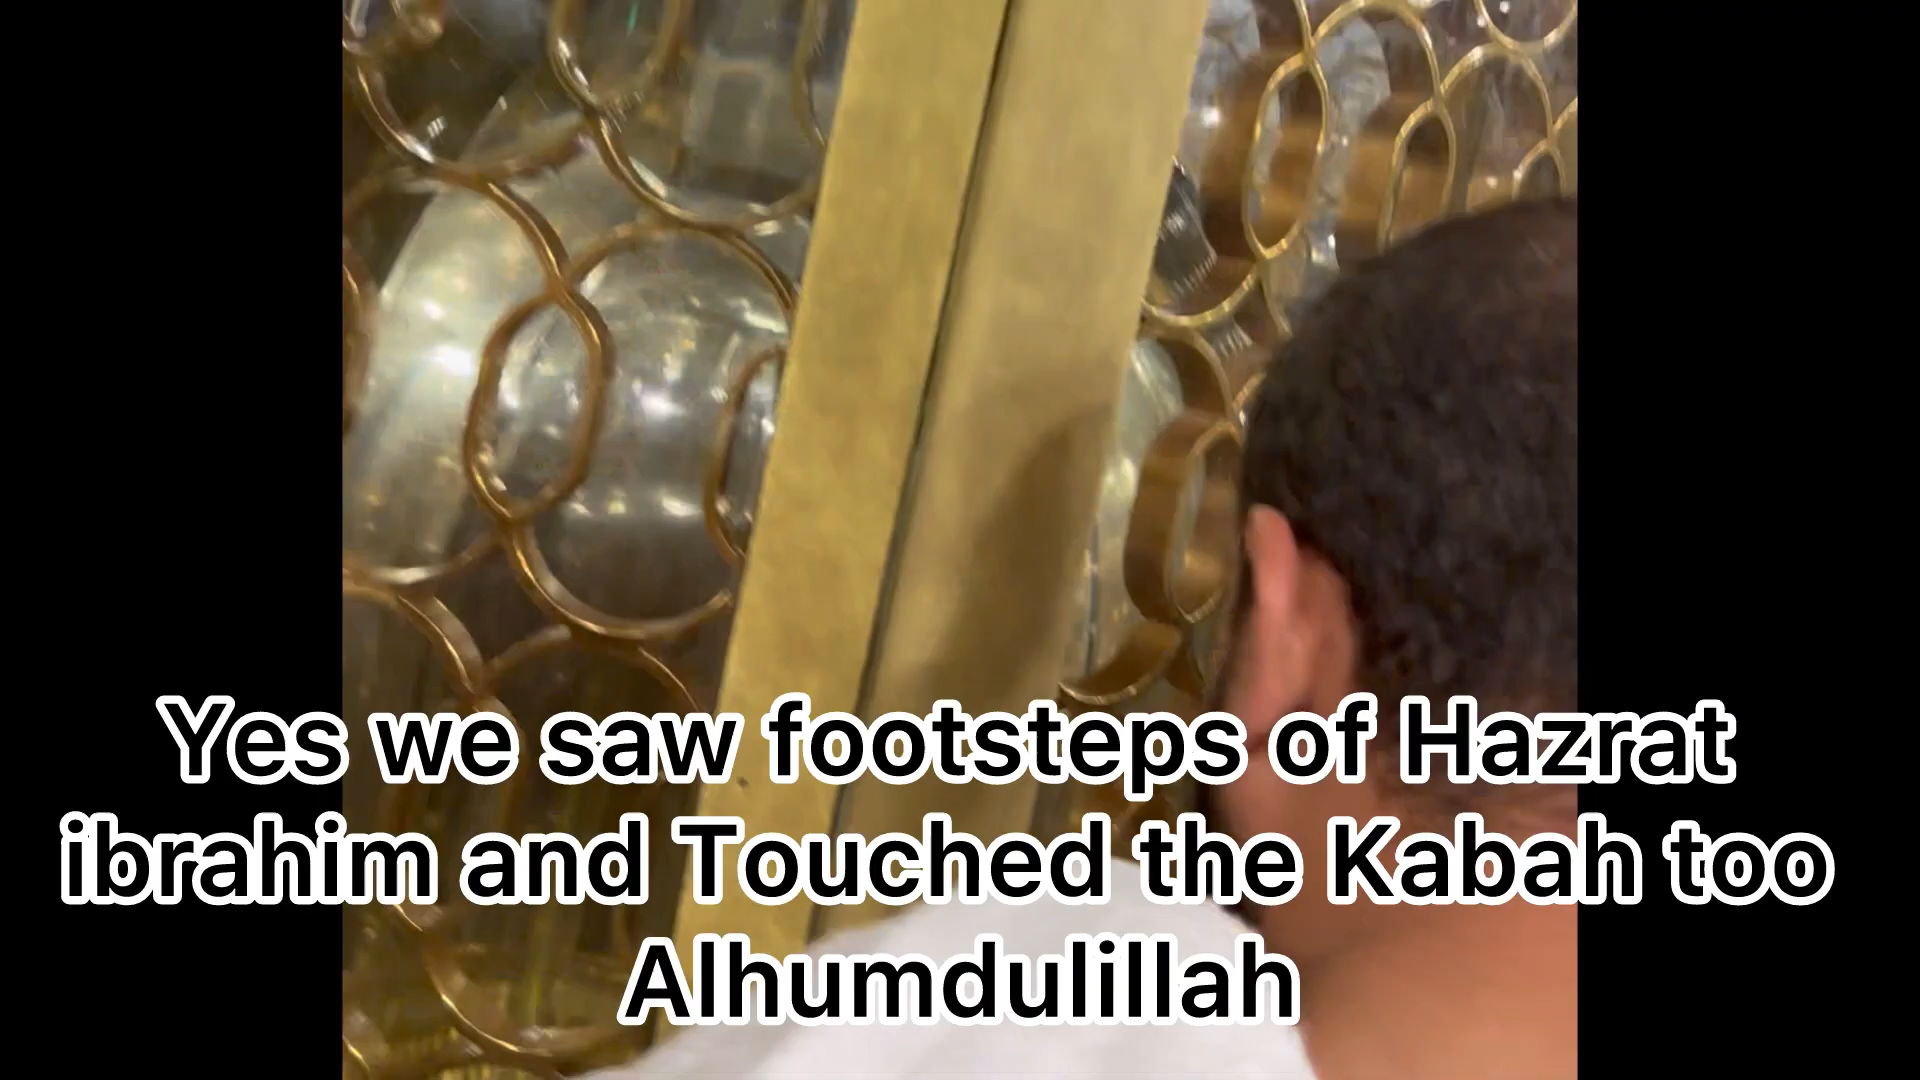 Yes we saw footsteps of Hazrat
ibrahim and Touched the Kabah too
Alhumdulillah